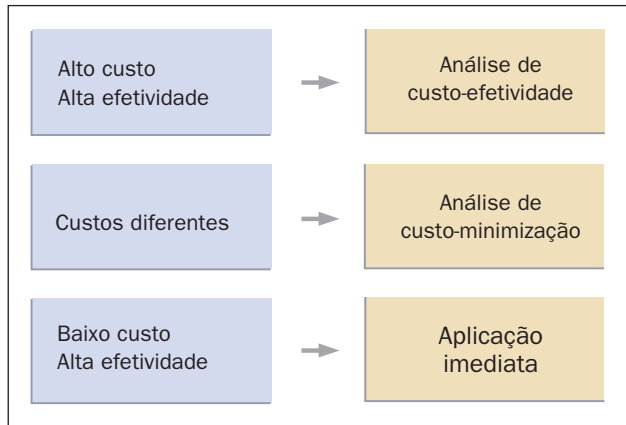 Alto custo
Alta efetividade
Análise de
custo-efetividade
Custos diferentes
Análise de
custo-minimização
Baixo custo
Alta efetividade
Aplicação
imediata